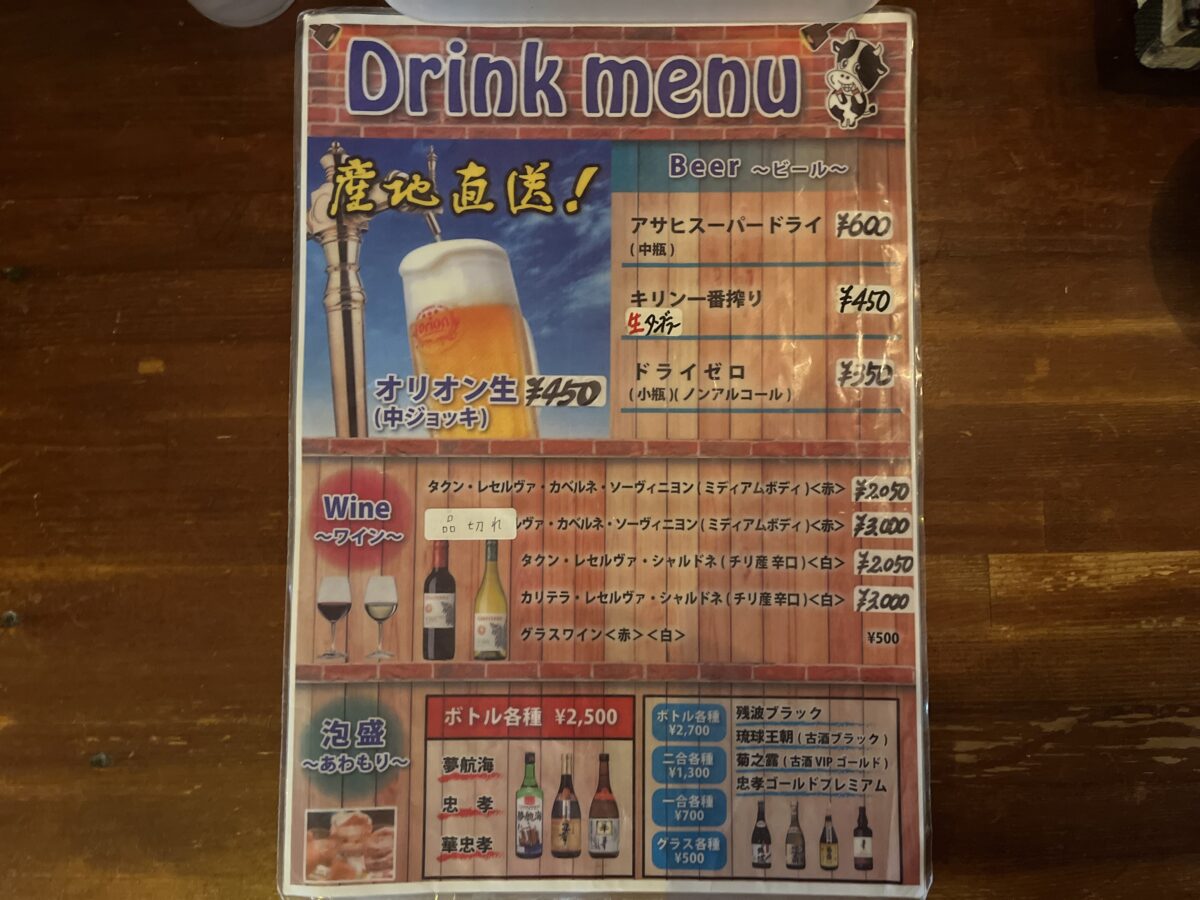 Drink menu
産地直送!
orion
オリオン生 ¥450
(中ジョッキ)
Beer ～ビール～
アサヒスーパードライ ¥600
(中瓶)
キリン一番搾り ¥450
生 タンブラー
ドライゼロ ¥350
(小瓶)(ノンアルコール)
Wine
～ワイン～
タクン・レセルヴァ・カベルネ・ソーヴィニヨン(ミディアムボディ)<赤> ¥2.050
品切れ ルヴァ・カベルネ・ソーヴィニヨン(ミディアムボディ)<赤> ¥3.000
タクン・レセルヴァ・シャルドネ(チリ産 辛口)<白> ¥2.050
カリテラ・レセルヴァ・シャルドネ(チリ産 辛口)<白> ¥3.000
グラスワイン<赤><白> ¥500
泡盛
～あわもり～
ボトル各種 ¥2,500
夢航海
忠 孝
華忠孝
ボトル各種
¥2,700
二合各種
¥1,300
一合各種
¥700
グラス各種
¥500
残波ブラック
琉球王朝(古酒ブラック)
菊之露(古酒VIPゴールド)
忠孝ゴールドプレミアム
夢航海